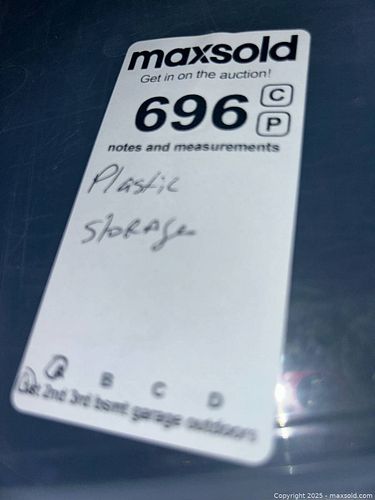 maxsold
Get in on the auction!
696 C
P
notes and measurements
Plastic
Storage
A B C D
1st 2nd 3rd bsmt garage outdoors
Copyright 2025 - maxsold.com